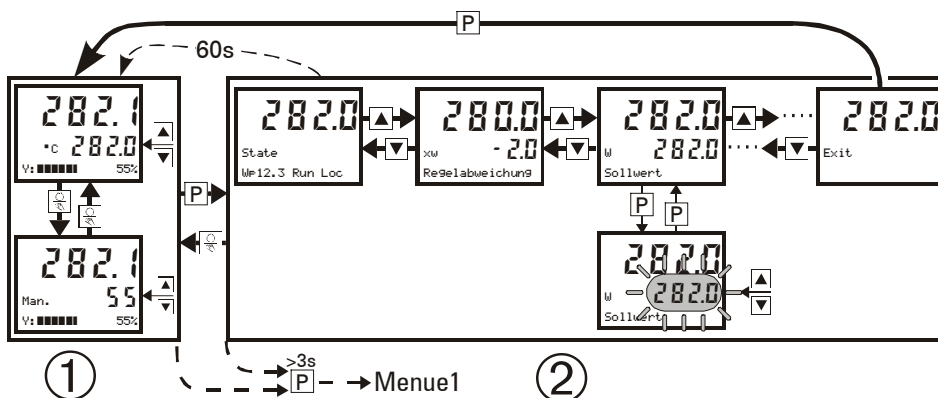 P
60s
282.1
°C 282.0
Y: 55%
282.1
Man. 55
Y: 55%
P
282.0
State
Wp12.3 Run Loc
280.0
xw -2.0
Regelabweichung
282.0
W 282.0
Sollwert
282.0
Exit
P P
282.0
W 282.0
Sollwert
>3s
P
Menue1
1
2